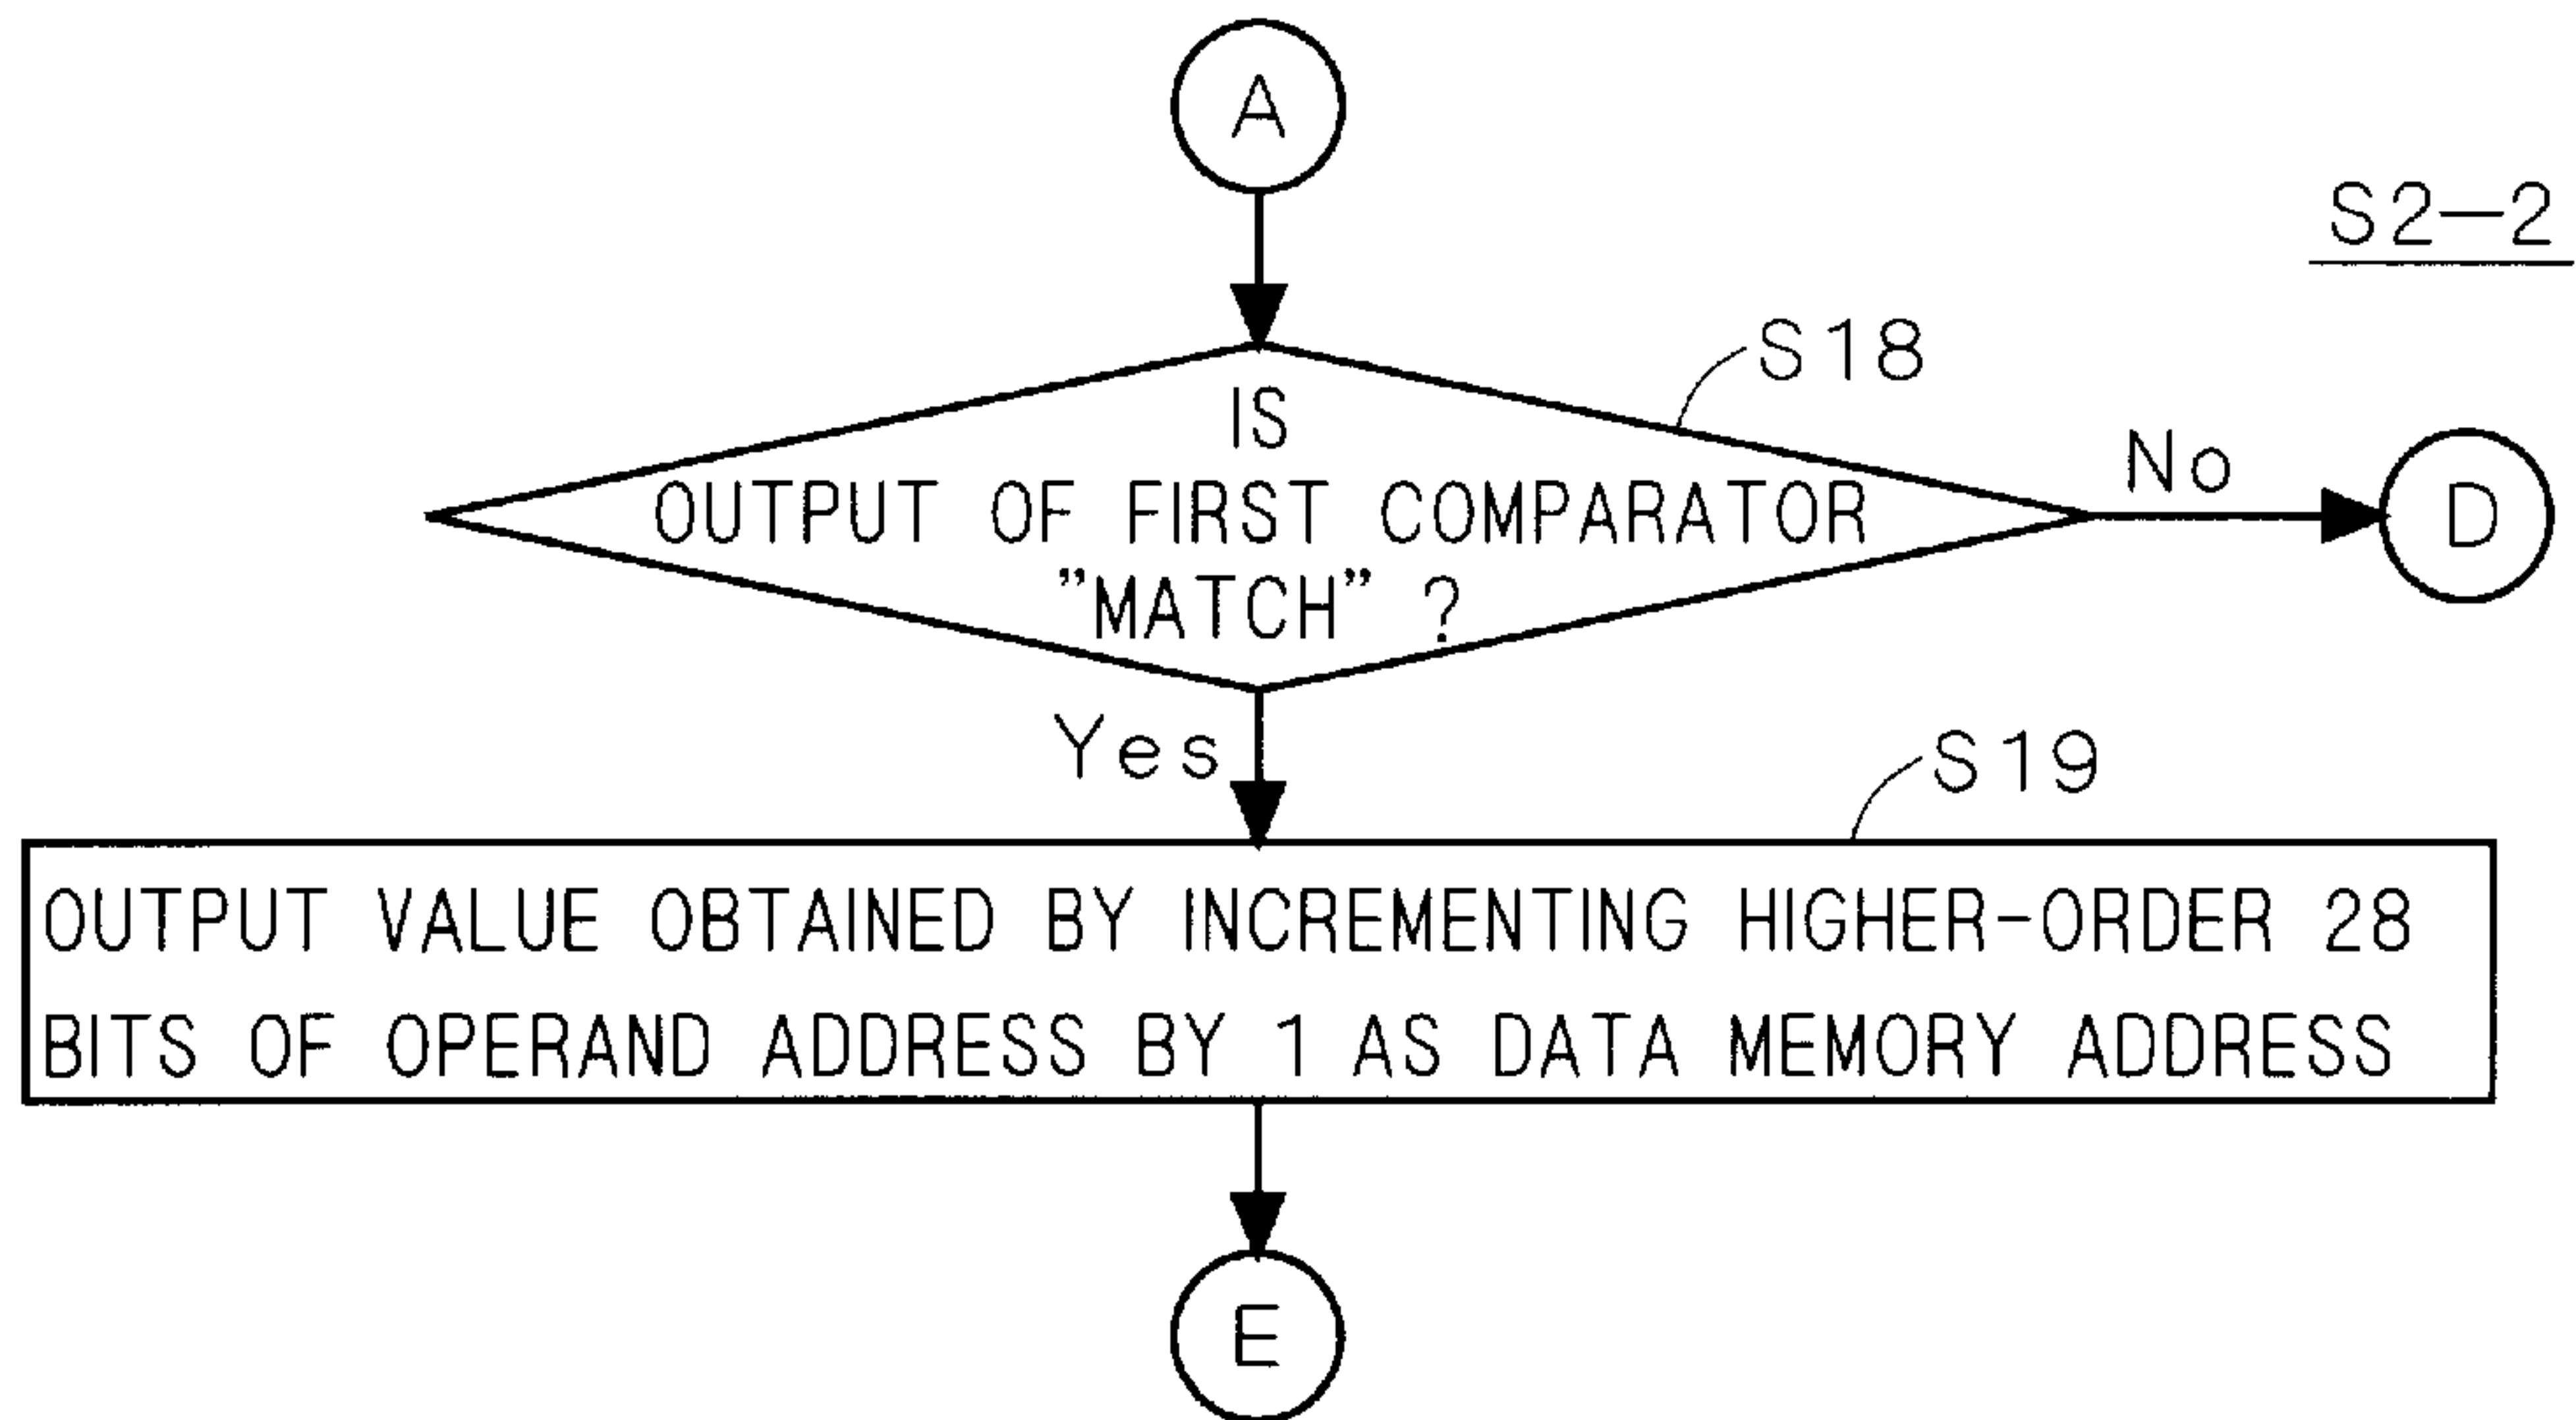 A
S2-2
S18
IS
OUTPUT OF FIRST COMPARATOR
"MATCH" ?
No
D
Yes
S19
OUTPUT VALUE OBTAINED BY INCREMENTING HIGHER-ORDER 28
BITS OF OPERAND ADDRESS BY 1 AS DATA MEMORY ADDRESS
E